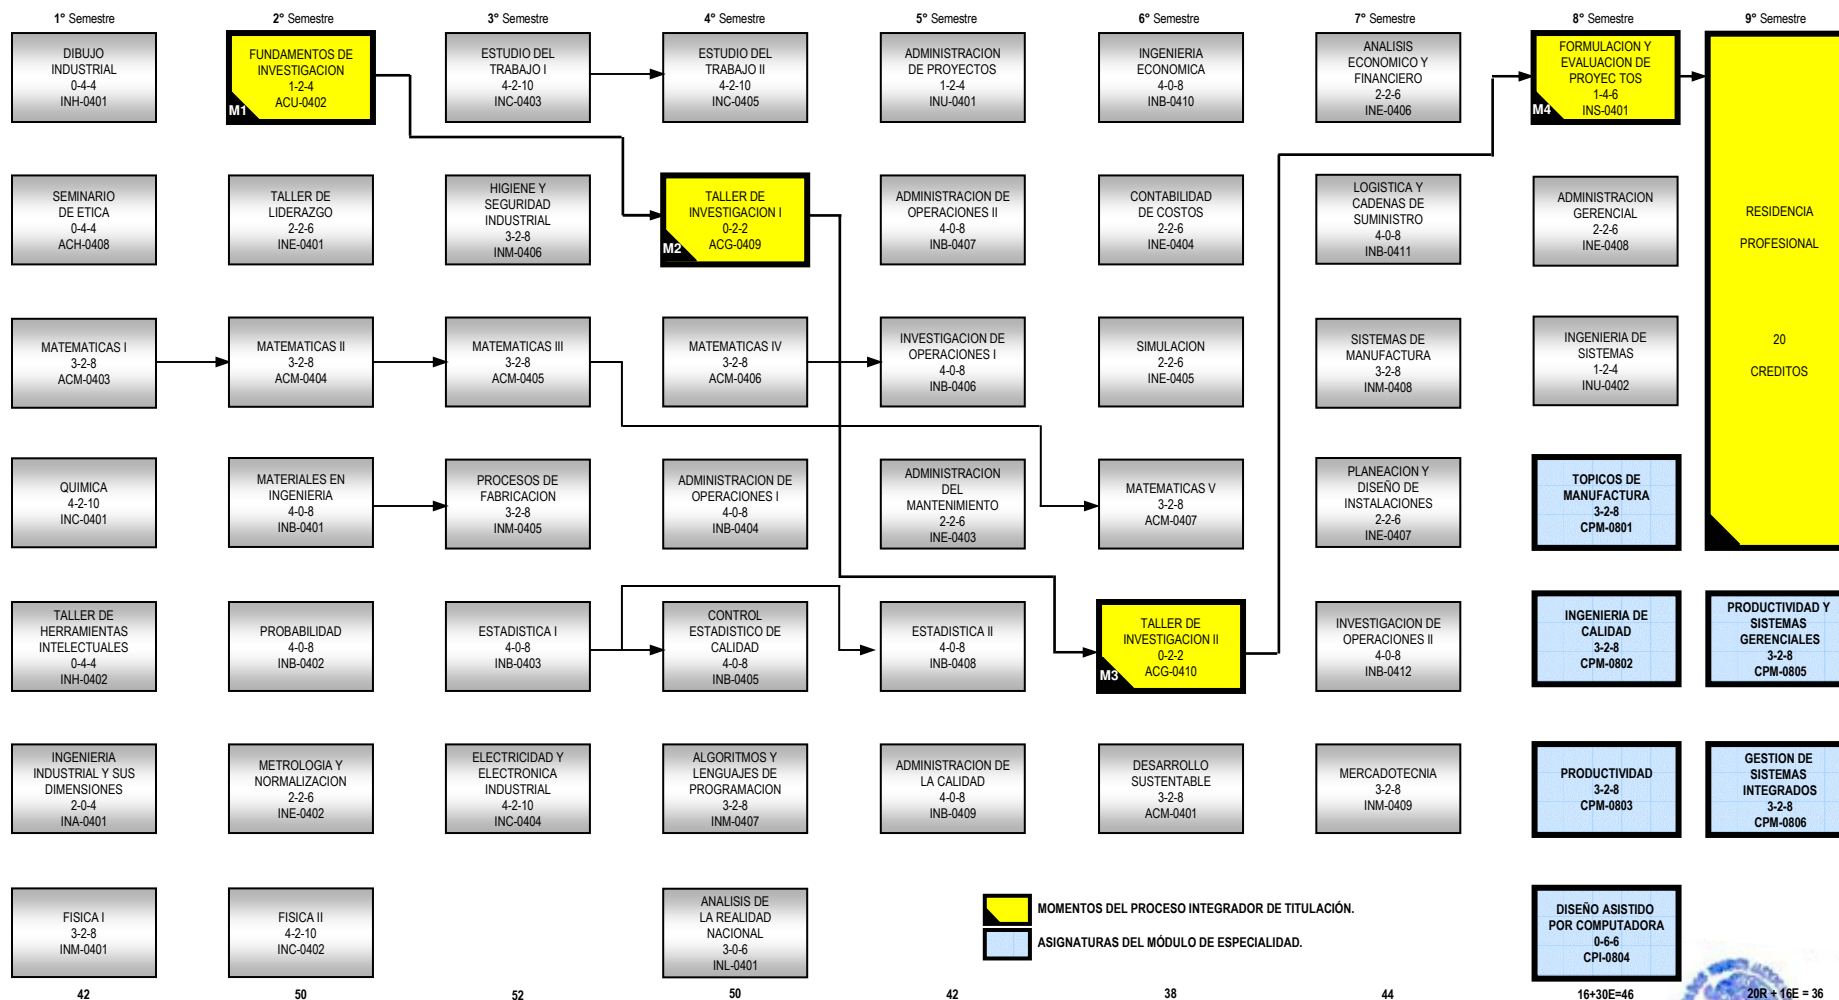 1° Semestre
DIBUJO
INDUSTRIAL
0-4-4
INH-0401
SEMINARIO
DE ETICA
0-4-4
ACH-0408
MATEMATICAS I
3-2-8
ACM-0403
QUIMICA
4-2-10
INC-0401
TALLER DE
HERRAMIENTAS
INTELECTUALES
0-4-4
INH-0402
INGENIERIA
INDUSTRIAL Y SUS
DIMENSIONES
2-0-4
INA-0401
FISICA I
3-2-8
INM-0401
42
2° Semestre
FUNDAMENTOS DE
INVESTIGACION
1-2-4
ACU-0402
M1
TALLER DE
LIDERAZGO
2-2-6
INE-0401
MATEMATICAS II
3-2-8
ACM-0404
MATERIALES EN
INGENIERIA
4-0-8
INB-0401
PROBABILIDAD
4-0-8
INB-0402
METROLOGIA Y
NORMALIZACION
2-2-6
INE-0402
FISICA II
4-2-10
INC-0402
50
3° Semestre
ESTUDIO DEL
TRABAJO I
4-2-10
INC-0403
HIGIENE Y
SEGURIDAD
INDUSTRIAL
3-2-8
INM-0406
MATEMATICAS III
3-2-8
ACM-0405
PROCESOS DE
FABRICACION
3-2-8
INM-0405
ESTADISTICA I
4-0-8
INB-0403
ELECTRICIDAD Y
ELECTRONICA
INDUSTRIAL
4-2-10
INC-0404
52
4° Semestre
ESTUDIO DEL
TRABAJO II
4-2-10
INC-0405
TALLER DE
INVESTIGACION I
0-2-2
ACG-0409
M2
MATEMATICAS IV
3-2-8
ACM-0406
ADMINISTRACION DE
OPERACIONES I
4-0-8
INB-0404
CONTROL
ESTADISTICO DE
CALIDAD
4-0-8
INB-0405
ALGORITMOS Y
LENGUAJES DE
PROGRAMACION
3-2-8
INM-0407
ANALISIS DE
LA REALIDAD
NACIONAL
3-0-6
INL-0401
50
5° Semestre
ADMINISTRACION
DE PROYECTOS
1-2-4
INU-0401
ADMINISTRACION DE
OPERACIONES II
4-0-8
INB-0407
INVESTIGACION DE
OPERACIONES I
4-0-8
INB-0406
ADMINISTRACION
DEL
MANTENIMIENTO
2-2-6
INE-0403
ESTADISTICA II
4-0-8
INB-0408
ADMINISTRACION DE
LA CALIDAD
4-0-8
INB-0409
42
6° Semestre
INGENIERIA
ECONOMICA
4-0-8
INB-0410
CONTABILIDAD
DE COSTOS
2-2-6
INE-0404
SIMULACION
2-2-6
INE-0405
MATEMATICAS V
3-2-8
ACM-0407
TALLER DE
INVESTIGACION II
0-2-2
ACG-0410
M3
DESARROLLO
SUSTENTABLE
3-2-8
ACM-0401
38
7° Semestre
ANALISIS
ECONOMICO Y
FINANCIERO
2-2-6
INE-0406
LOGISTICA Y
CADENAS DE
SUMINISTRO
4-0-8
INB-0411
SISTEMAS DE
MANUFACTURA
3-2-8
INM-0408
PLANEACION Y
DISEÑO DE
INSTALACIONES
2-2-6
INE-0407
INVESTIGACION DE
OPERACIONES II
4-0-8
INB-0412
MERCADOTECNIA
3-2-8
INM-0409
44
8° Semestre
FORMULACION Y
EVALUACION DE
PROYEC TOS
1-4-6
INS-0401
M4
ADMINISTRACION
GERENCIAL
2-2-6
INE-0408
INGENIERIA DE
SISTEMAS
1-2-4
INU-0402
TOPICOS DE
MANUFACTURA
3-2-8
CPM-0801
INGENIERIA DE
CALIDAD
3-2-8
CPM-0802
PRODUCTIVIDAD
3-2-8
CPM-0803
DISEÑO ASISTIDO
POR COMPUTADORA
0-6-6
CPI-0804
16+30E=46
9° Semestre
RESIDENCIA
PROFESIONAL
20
CREDITOS
PRODUCTIVIDAD Y
SISTEMAS
GERENCIALES
3-2-8
CPM-0805
GESTION DE
SISTEMAS
INTEGRADOS
3-2-8
CPM-0806
20R + 16E = 36
MOMENTOS DEL PROCESO INTEGRADOR DE TITULACIÓN.
ASIGNATURAS DEL MÓDULO DE ESPECIALIDAD.